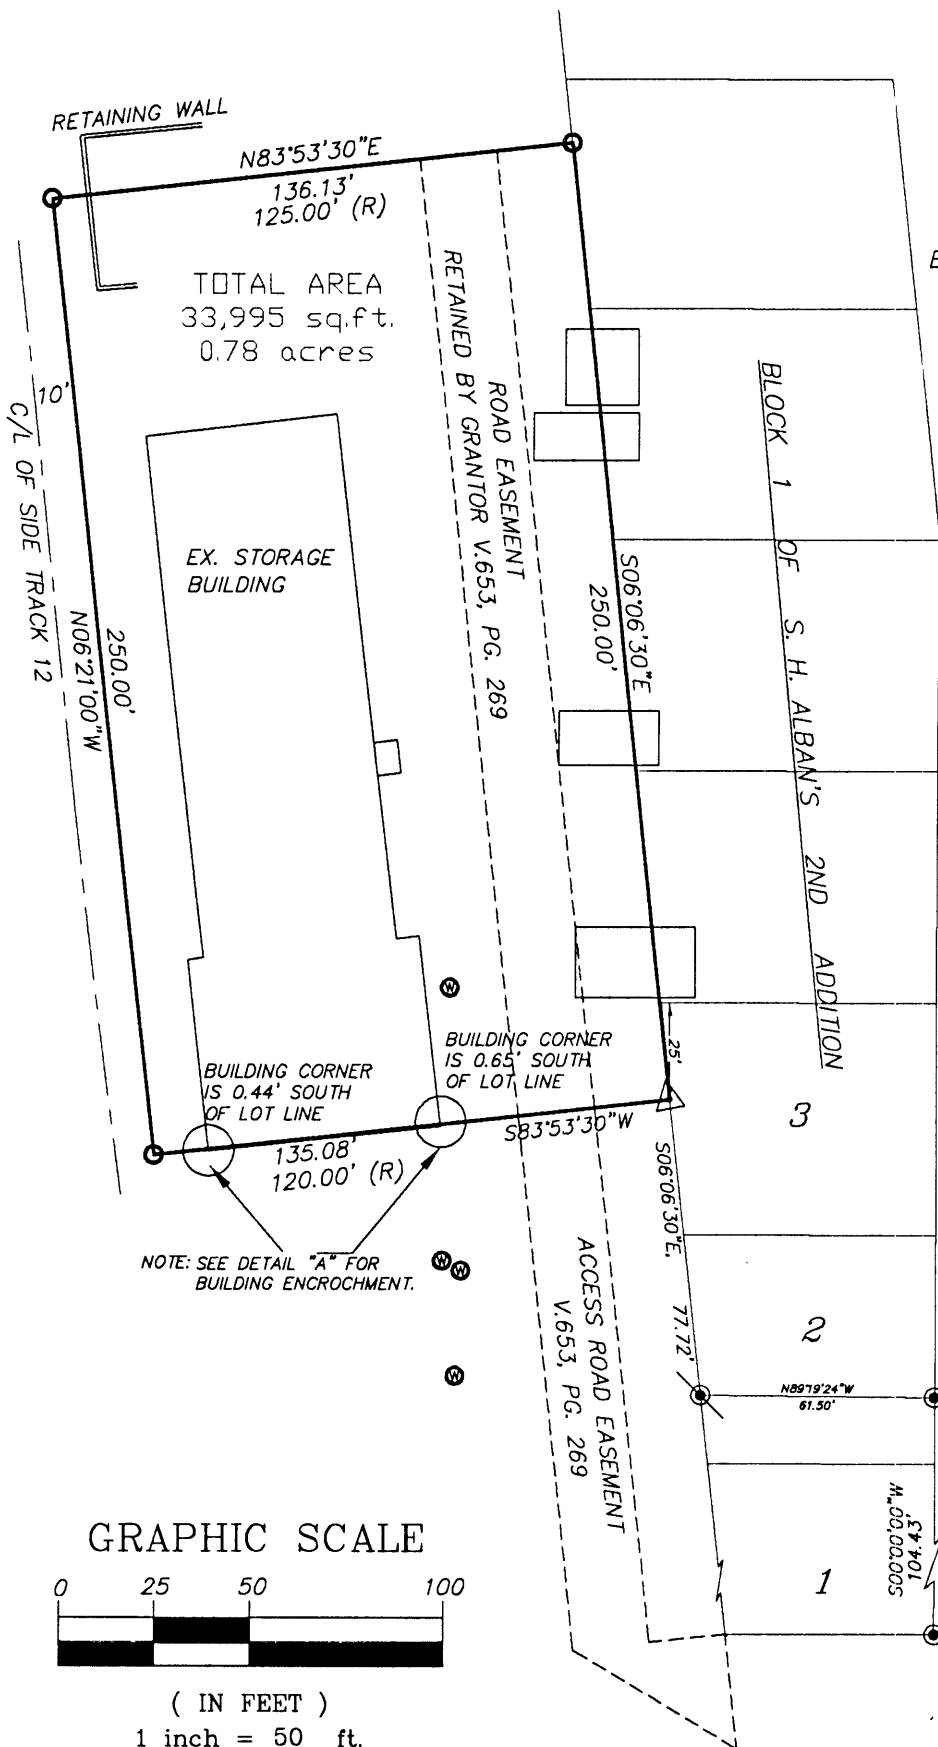 RETAINING WALL
N83°53'30"E
136.13'
125.00' (R)
TOTAL AREA
33,995 sq.ft.
0.78 acres
10'
C/L OF SIDE TRACK 12
250.00'
N06°21'00"W
EX. STORAGE
BUILDING
ROAD EASEMENT
RETAINED BY GRANTOR V.653, PG. 269
S06°06'30"E
250.00'
BLOCK 1 OF S. H. ALBAN'S 2ND ADDITION
W
BUILDING CORNER
IS 0.65' SOUTH
OF LOT LINE
BUILDING CORNER
IS 0.44' SOUTH
OF LOT LINE
25'
S83°53'30"W
135.08'
120.00' (R)
3
S06°06'30"E.
77.72'
NOTE: SEE DETAIL "A" FOR
BUILDING ENCROCHMENT.
W
W
W
ACCESS ROAD EASEMENT
V.653, PG. 269
2
N89°19'24"W
61.50'
104.43'
S00°00'00"W
1
GRAPHIC SCALE
0 25 50 100
( IN FEET )
1 inch = 50 ft.